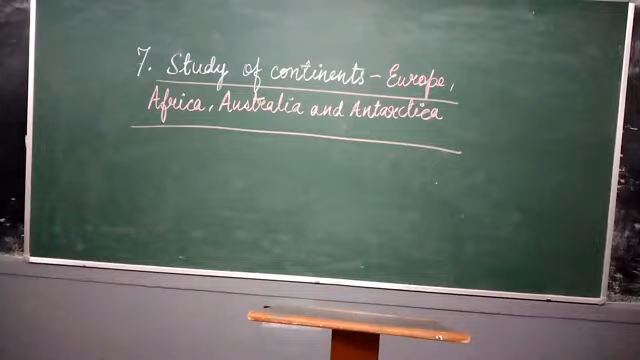 7. Study of continents - Europe,
Africa, Australia and Antarctica